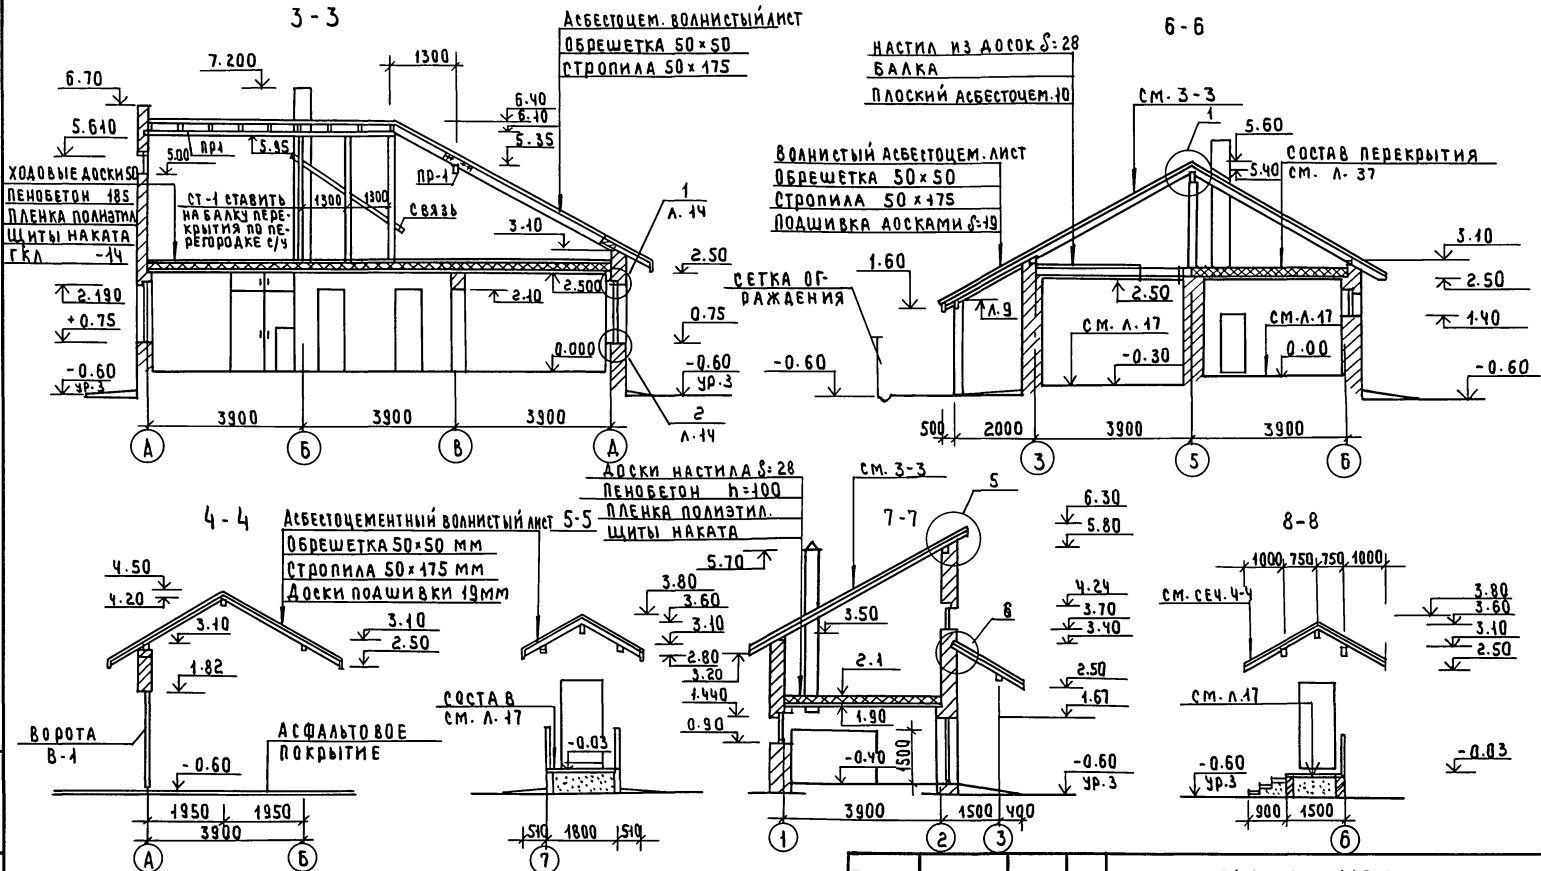 3-3
АСБЕСТОЦЕМ. ВОЛНИСТЫЙ ЛИСТ
ОБРЕШЕТКА 50×50
СТРОПИЛА 50×175
1300
7.200
6.70
5.610
5.00
ПР1
5.95
6.40
6.10
5.35
ПР-1
СВЯЗЬ
3.10
ХОДОВЫЕ ДОСКИ 50
ПЕНОБЕТОН 185
ПЛЕНКА ПОЛИЭТИЛ
ЩИТЫ НАКАТА
ГКЛ -14
СТ-1 СТАВИТЬ
НА БАЛКУ ПЕРЕ-
КРЫТИЯ ПО ПЕ-
РЕГОРОДКЕ С/У
1300
1300
1
Л.14
2.50
2.500
2.190
2.10
+0.75
0.75
0.000
-0.60
УР.3
-0.60
УР.3
2
Л.14
3900
3900
3900
А
Б
В
Д
6-6
НАСТИЛ ИЗ ДОСОК δ=28
БАЛКА
ПЛОСКИЙ АСБЕСТОЦЕМ.10
СМ. 3-3
1
5.60
5.40
СОСТАВ ПЕРЕКРЫТИЯ
СМ. Л. 37
ВОЛНИСТЫЙ АСБЕСТОЦЕМ. ЛИСТ
ОБРЕШЕТКА 50×50
СТРОПИЛА 50×175
ПОДШИВКА ДОСКАМИ δ=19
3.10
1.60
СЕТКА ОГ-
РАЖДЕНИЯ
Л.9
2.50
2.50
СМ. Л.17
СМ.Л.17
1.40
-0.60
-0.30
0.00
-0.60
500
2000
3900
3900
3
5
6
4-4
АСБЕСТОЦЕМЕНТНЫЙ ВОЛНИСТЫЙ ЛИСТ
ОБРЕШЕТКА 50×50 ММ
СТРОПИЛА 50×175 ММ
ДОСКИ ПОДШИВКИ 19ММ
4.50
4.20
3.10
3.10
2.50
1.82
ВОРОТА
В-1
АСФАЛЬТОВОЕ
ПОКРЫТИЕ
-0.60
1950
1950
3900
А
Б
5-5
3.80
3.60
3.10
2.80
СОСТАВ
СМ. Л. 17
-0.03
510
1800
510
7
ДОСКИ НАСТИЛА δ=28
ПЕНОБЕТОН h=100
ПЛЕНКА ПОЛИЭТИЛ.
ЩИТЫ НАКАТА
СМ. 3-3
7-7
5
6.30
5.80
5.70
4.24
3.70
3.40
3.50
6
3.20
2.1
2.50
1.440
1.67
0.90
1.90
1500
-0.40
-0.60
УР.3
3900
1500
400
1
2
3
8-8
1000
750
750
1000
СМ. СЕЧ. 4-4
3.80
3.60
3.10
2.50
СМ. Л.17
-0.03
-0.60
УР.3
900
1500
6